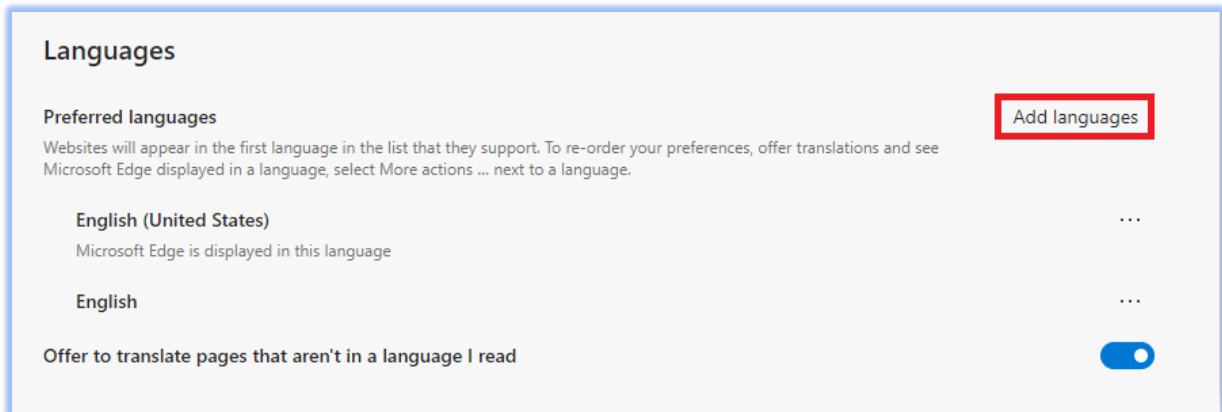 Languages
Preferred languages
Add languages
Websites will appear in the first language in the list that they support. To re-order your preferences, offer translations and see
Microsoft Edge displayed in a language, select More actions ... next to a language.
English (United States)
...
Microsoft Edge is displayed in this language
English
...
Offer to translate pages that aren't in a language I read